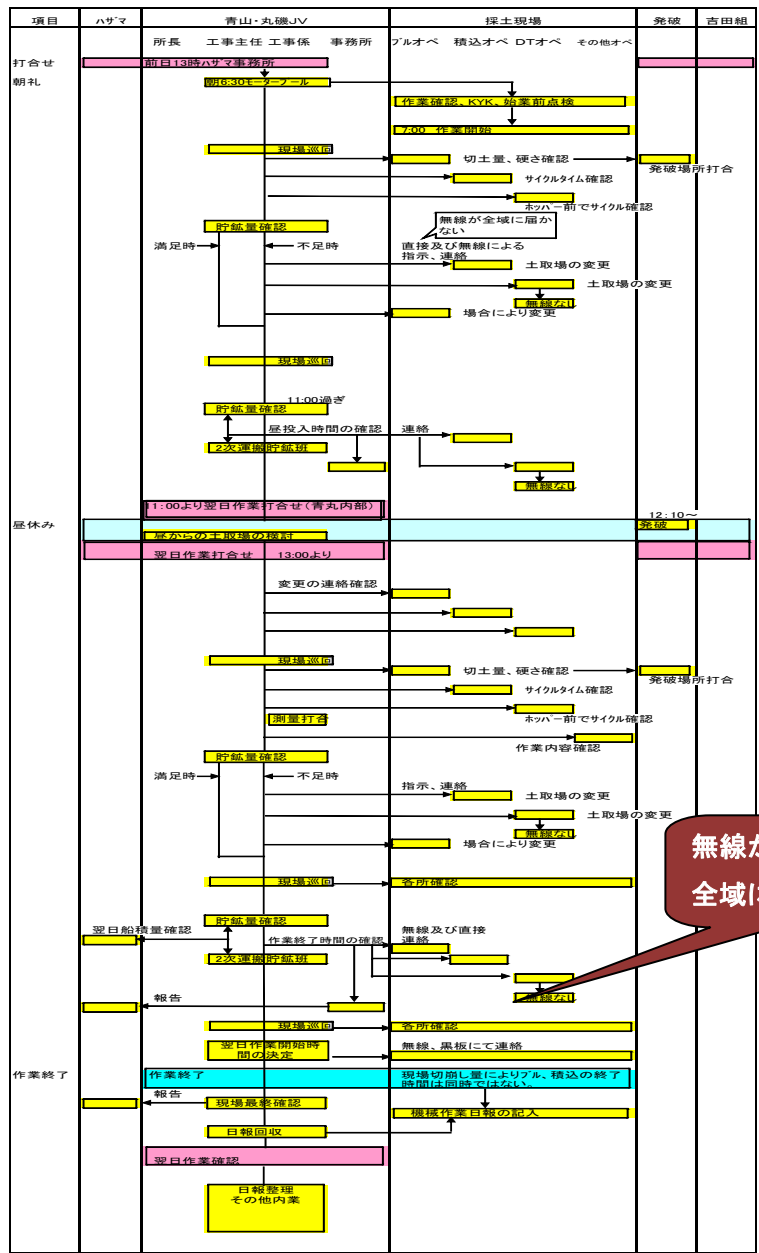 項目 ﾊｻﾞﾏ 青山・丸磯JV 採土現場 発破 吉田組
所長 工事主任 工事係 事務所 ﾌﾞﾙオペ 積込オペ DTオペ その他オペ
打合せ 前日13時ﾊｻﾞﾏ事務所
朝礼 朝6:30モータープール
作業確認、KYK、始業前点検
7:00 作業開始
現場巡回
切土量、硬さ確認
発破場所打合
サイクルタイム確認
ホッパー前でサイクル確認
貯鉱量確認
無線が全域に届か
ない
満足時 不足時 直接及び無線による
指示、連絡 土取場の変更
土取場の変更
無線なし
場合により変更
現場巡回
11:00過ぎ
貯鉱量確認
昼投入時間の確認 連絡
2次運搬貯鉱班
無線なし
11:00より翌日作業打合せ(青丸内部)
12:10～
昼休み 発破
昼からの土取場の検討
翌日作業打合せ 13:00より
変更の連絡確認
現場巡回
切土量、硬さ確認
発破場所打合
サイクルタイム確認
測量打合 ホッパー前でサイクル確認
作業内容確認
貯鉱量確認
満足時 不足時
指示、連絡 土取場の変更
土取場の変更
無線なし
場合により変更
無線が
全域に
現場巡回 各所確認
貯鉱量確認
翌日船積量確認 無線及び直接
作業終了時間の確認 連絡
2次運搬貯鉱班
無線なし
報告
現場巡回 各所確認
翌日作業開始時
間の決定
無線、黒板にて連絡
作業終了 作業終了 現場切崩し量によりﾌﾞﾙ、積込の終了
時間は同時ではない。
報告
現場最終確認
機械作業日報の記入
日報回収
翌日作業確認
日報整理
その他内業